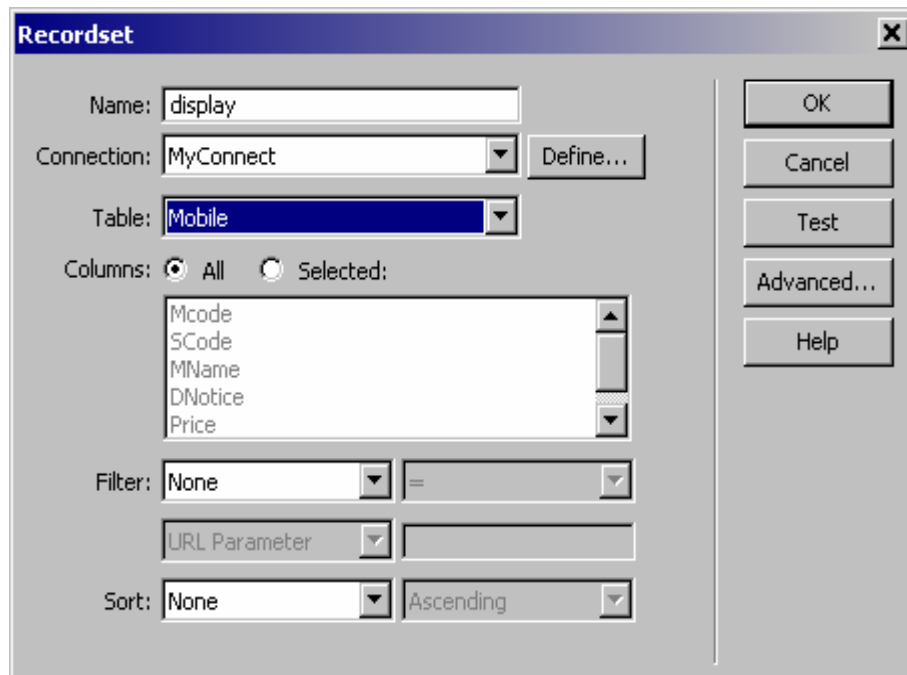 Recordset
Name: display
OK
Connection: MyConnect Define...
Cancel
Table: Mobile
Test
Columns: All Selected:
Advanced...
Mcode
SCode
Help
MName
DNotice
Price
Filter: None =
URL Parameter
Sort: None Ascending